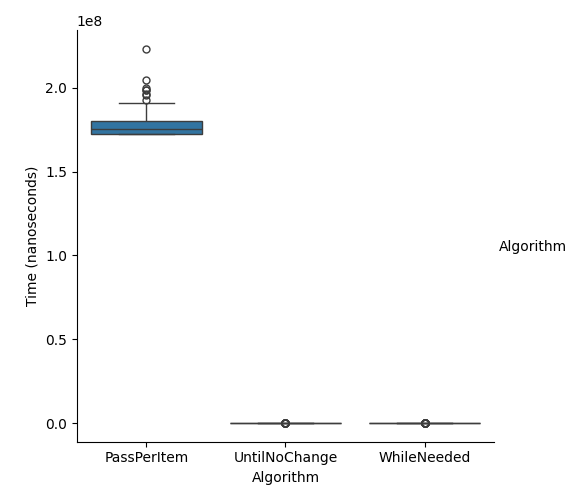 1e8
2.0
1.5
1.0
0.5
0.0
Time (nanoseconds)
PassPerItem UntilNoChange WhileNeeded
Algorithm
Algorithm